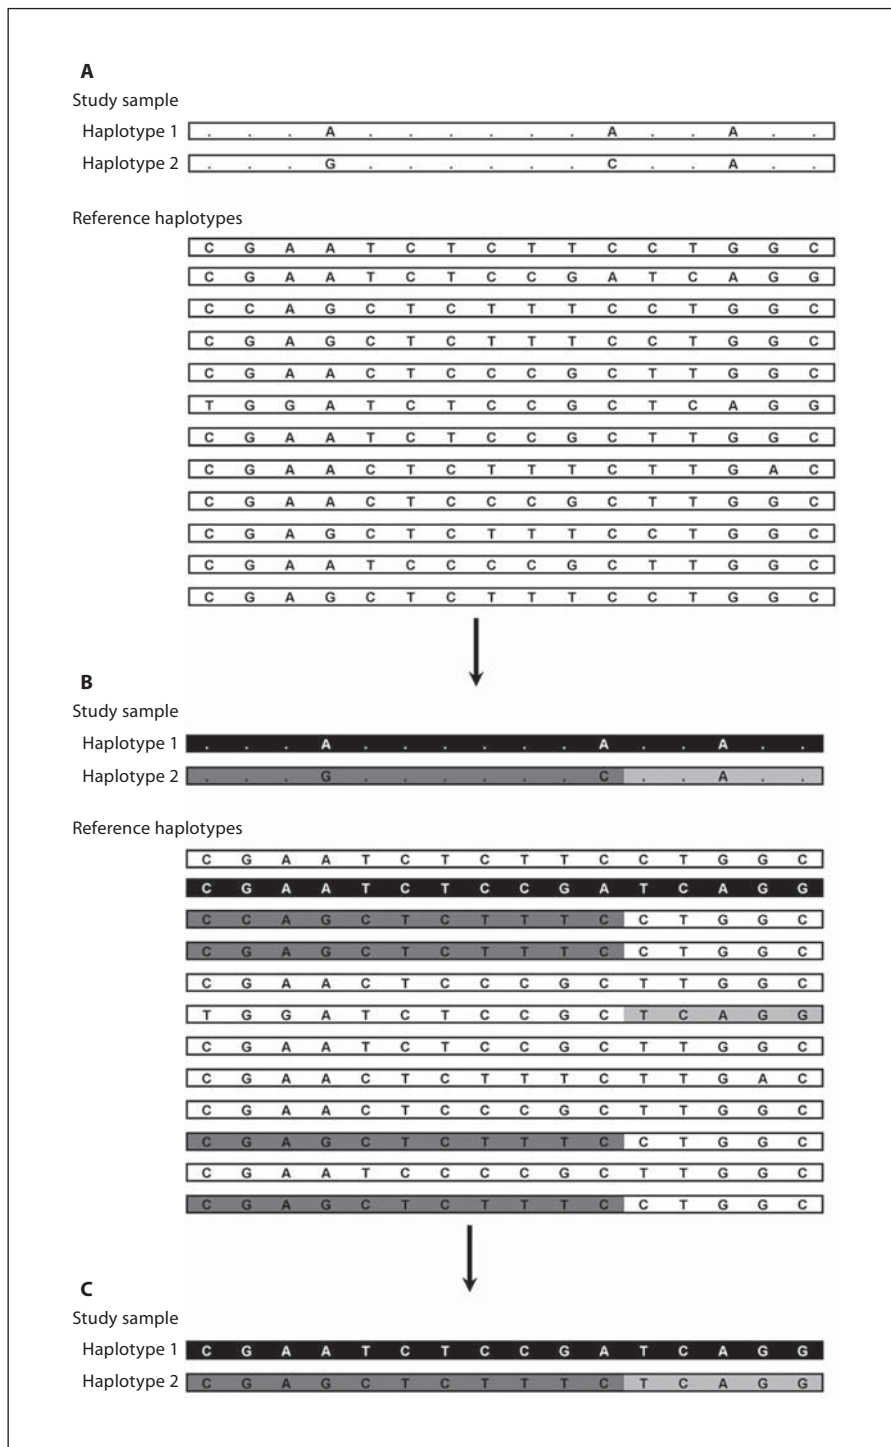 A
Study sample
Haplotype 1 . . . A . . . . . . A . . A . .
Haplotype 2 . . . G . . . . . . C . . A . .
Reference haplotypes
C G A A T C T C T T C C T G G C
C G A A T C T C C G A T C A G G
C C A G C T C T T T C C T G G C
C G A G C T C T T T C C T G G C
C G A A C T C C C G C T T G G C
T G G A T C T C C G C T C A G G
C G A A T C T C C G C T T G G C
C G A A C T C T T T C T T G A C
C G A A C T C C C G C T T G G C
C G A G C T C T T T C C T G G C
C G A A T C C C C G C T T G G C
C G A G C T C T T T C C T G G C
B
Study sample
Haplotype 1 . . . A . . . . . . A . . A . .
Haplotype 2 . . . G . . . . . . C . . A . .
Reference haplotypes
C G A A T C T C T T C C T G G C
C G A A T C T C C G A T C A G G
C C A G C T C T T T C C T G G C
C G A G C T C T T T C C T G G C
C G A A C T C C C G C T T G G C
T G G A T C T C C G C T C A G G
C G A A T C T C C G C T T G G C
C G A A C T C T T T C T T G A C
C G A A C T C C C G C T T G G C
C G A G C T C T T T C C T G G C
C G A A T C C C C G C T T G G C
C G A G C T C T T T C C T G G C
C
Study sample
Haplotype 1 C G A A T C T C C G A T C A G G
Haplotype 2 C G A G C T C T T T C T C A G G